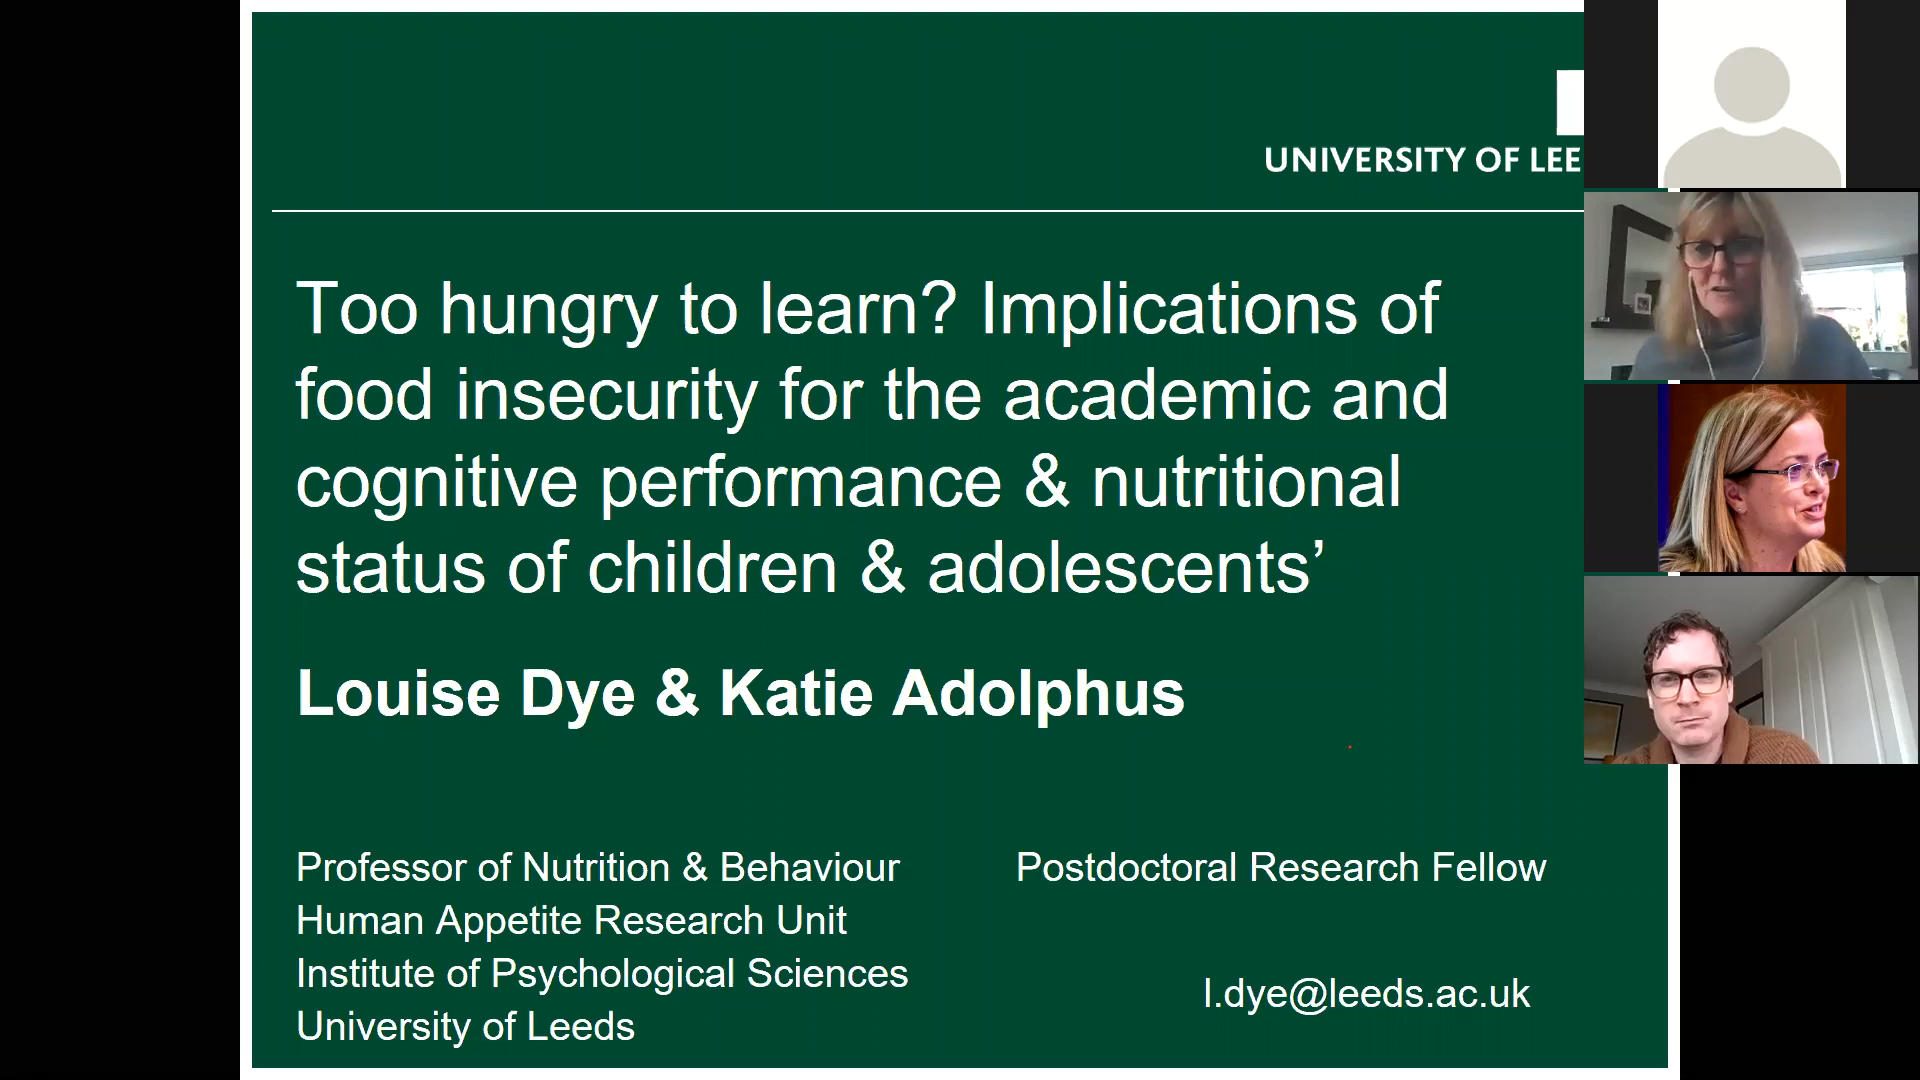 UNIVERSITY OF LEE
Too hungry to learn? Implications of
food insecurity for the academic and
cognitive performance & nutritional
status of children & adolescents’
Louise Dye & Katie Adolphus
Professor of Nutrition & Behaviour
Human Appetite Research Unit
Institute of Psychological Sciences
University of Leeds
Postdoctoral Research Fellow
l.dye@leeds.ac.uk